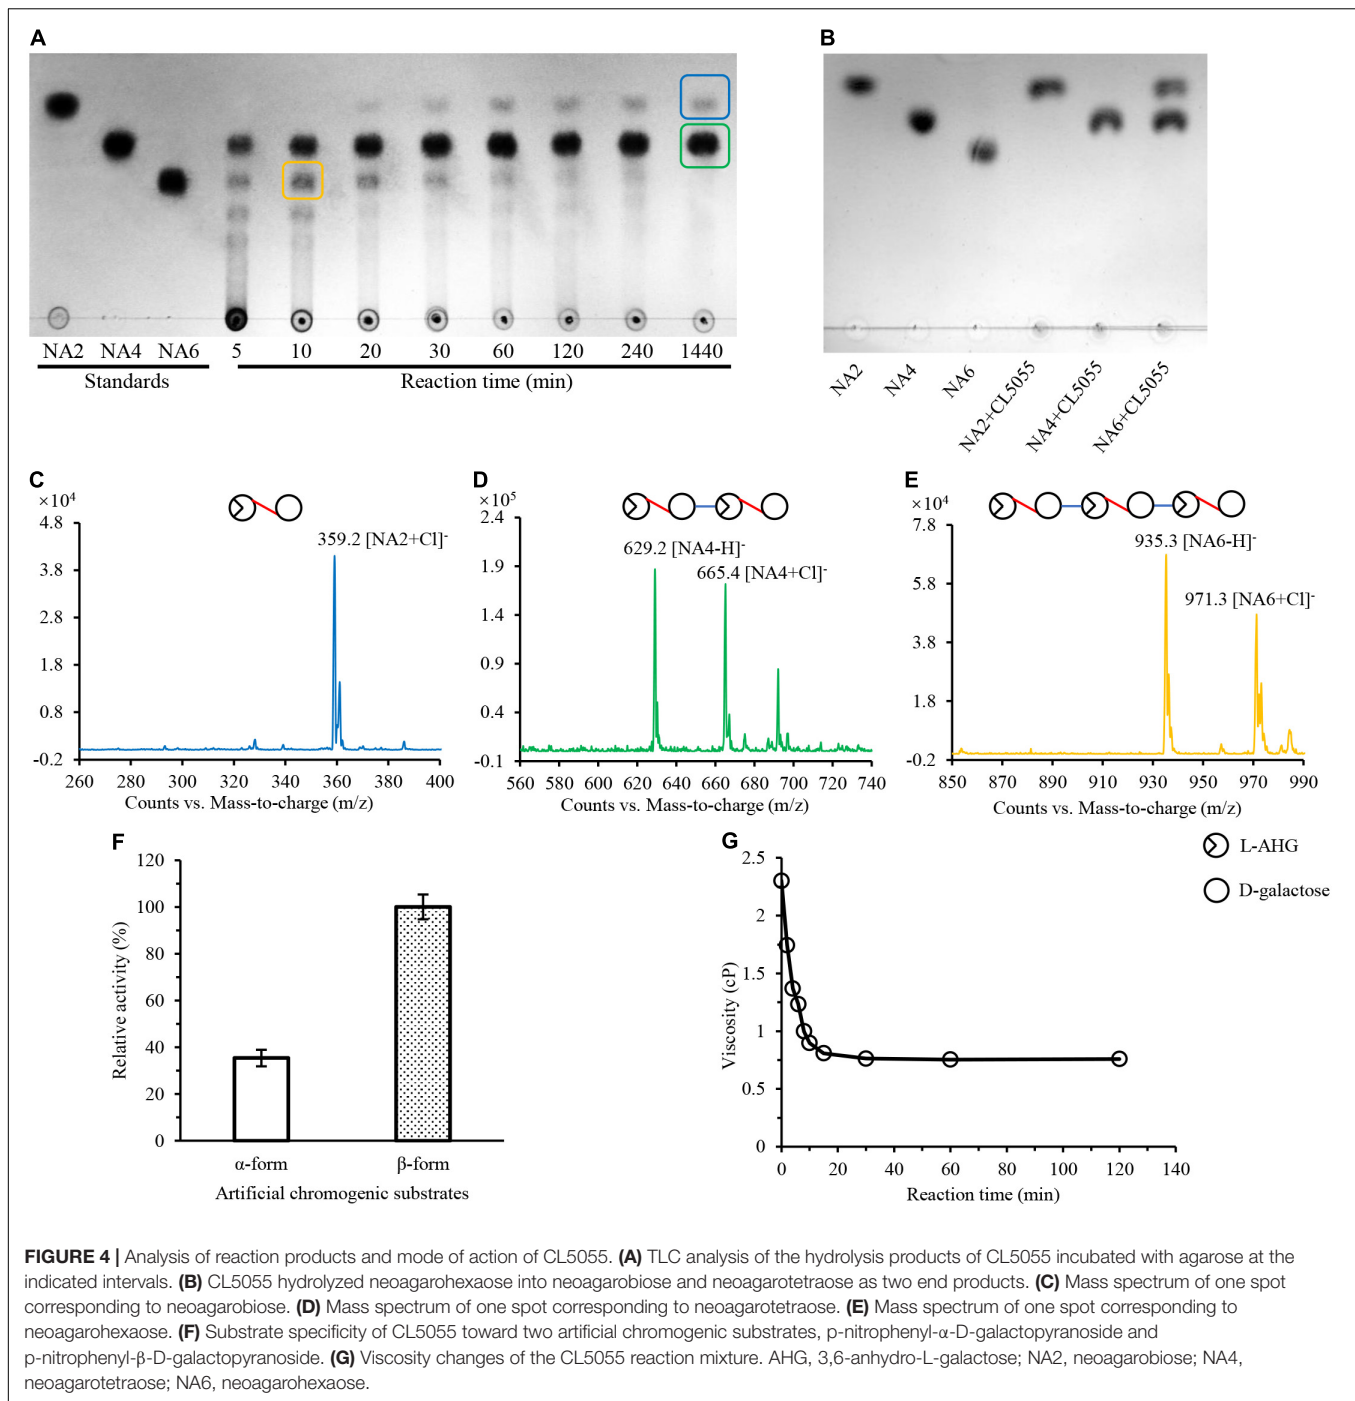 A
NA2 NA4 NA6 5 10 20 30 60 120 240 1440
Standards Reaction time (min)
B
NA2
NA4
NA6
NA2+CL5055
NA4+CL5055
NA6+CL5055
C
×10⁴
4.8
3.8
2.8
1.8
0.8
-0.2
359.2 [NA2+Cl]⁻
260 280 300 320 340 360 380 400
Counts vs. Mass-to-charge (m/z)
D
×10⁵
2.4
1.9
1.4
0.9
0.4
-0.1
629.2 [NA4-H]⁻
665.4 [NA4+Cl]⁻
560 580 600 620 640 660 680 700 720 740
Counts vs. Mass-to-charge (m/z)
E
×10⁴
7.8
5.8
3.8
1.8
-0.2
935.3 [NA6-H]⁻
971.3 [NA6+Cl]⁻
850 870 890 910 930 950 970 990
Counts vs. Mass-to-charge (m/z)
F
Relative activity (%)
120
100
80
60
40
20
0
α-form β-form
Artificial chromogenic substrates
G
Viscosity (cP)
2.5
2
1.5
1
0.5
0
0 20 40 60 80 100 120 140
Reaction time (min)
L-AHG
D-galactose
FIGURE 4 | Analysis of reaction products and mode of action of CL5055. (A) TLC analysis of the hydrolysis products of CL5055 incubated with agarose at the
indicated intervals. (B) CL5055 hydrolyzed neoagarohexaose into neoagarobiose and neoagarotetraose as two end products. (C) Mass spectrum of one spot
corresponding to neoagarobiose. (D) Mass spectrum of one spot corresponding to neoagarotetraose. (E) Mass spectrum of one spot corresponding to
neoagarohexaose. (F) Substrate specificity of CL5055 toward two artificial chromogenic substrates, p-nitrophenyl-α-D-galactopyranoside and
p-nitrophenyl-β-D-galactopyranoside. (G) Viscosity changes of the CL5055 reaction mixture. AHG, 3,6-anhydro-L-galactose; NA2, neoagarobiose; NA4,
neoagarotetraose; NA6, neoagarohexaose.